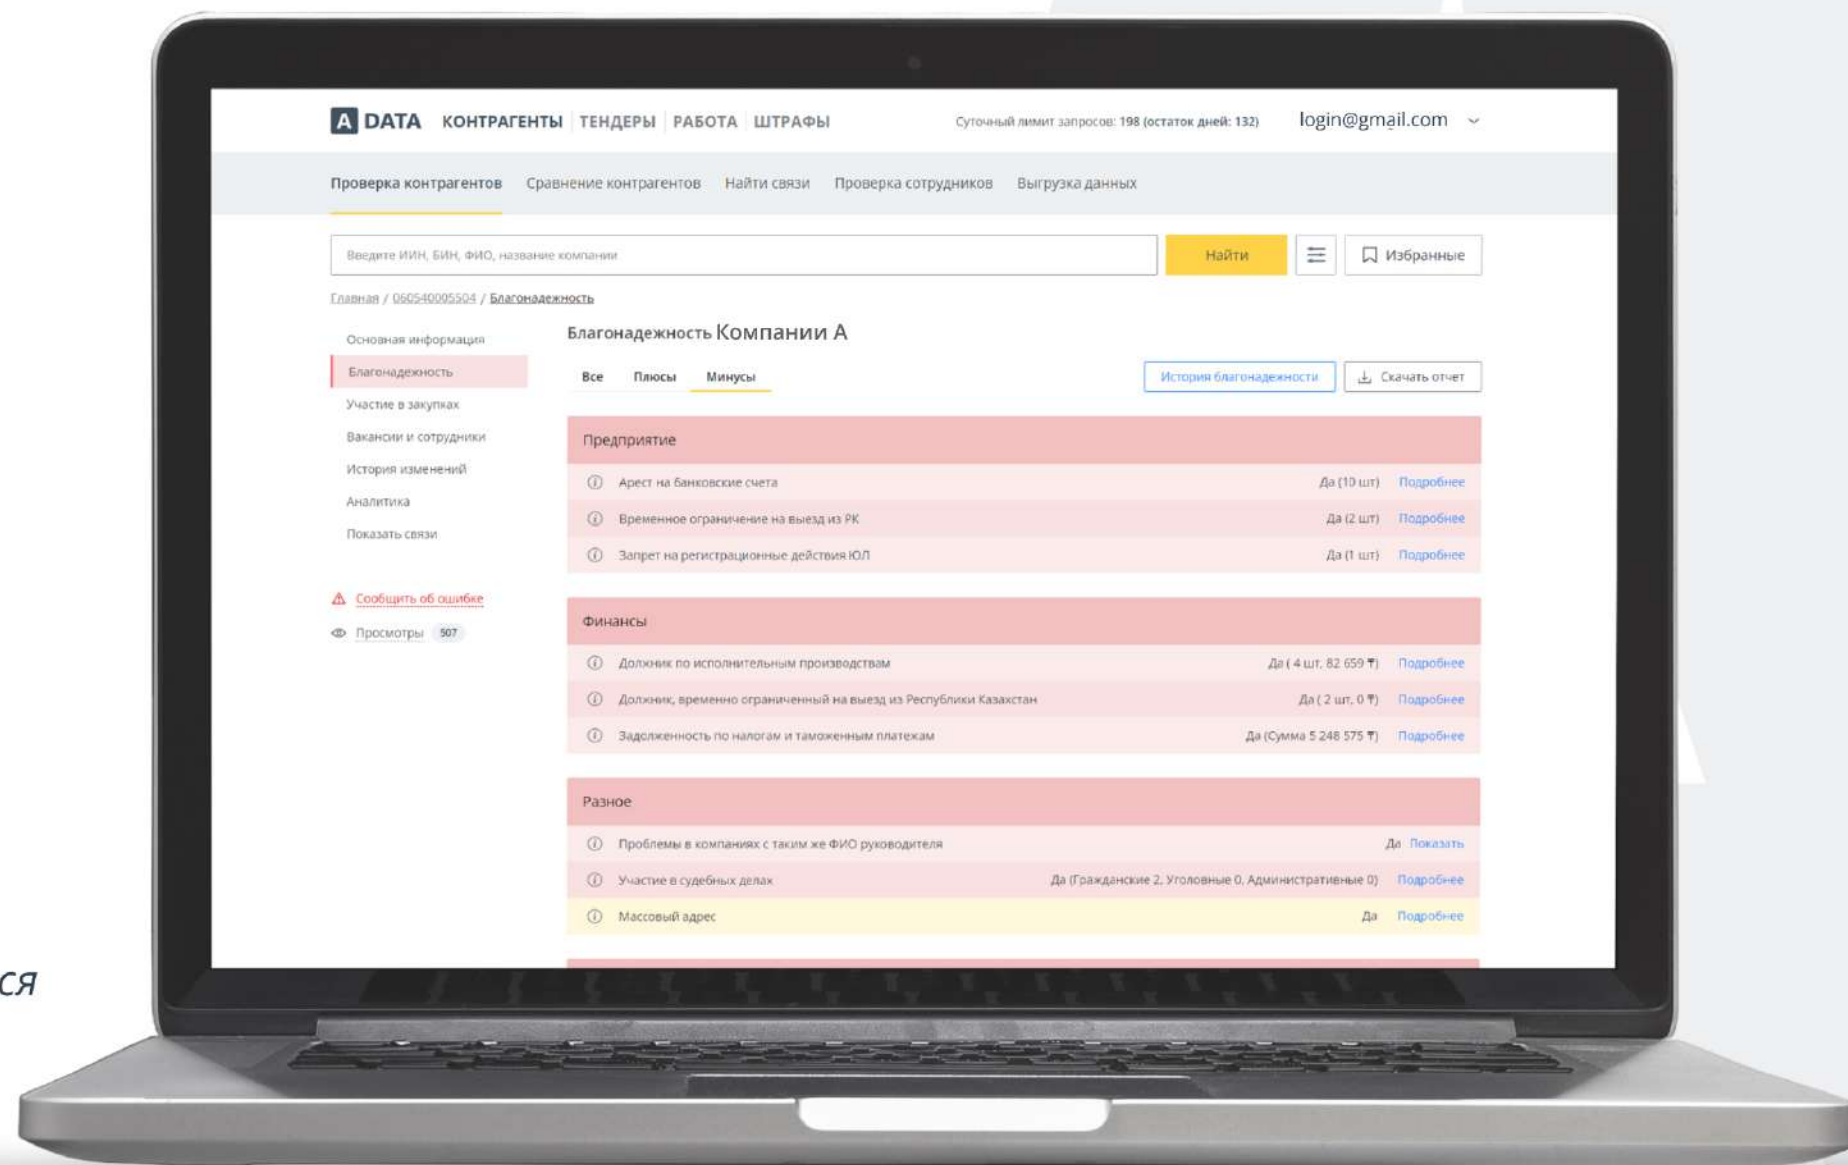 A DATA КОНТРАГЕНТЫ ТЕНДЕРЫ РАБОТА ШТРАФЫ Суточный лимит запросов: 198 (остаток дней: 132) login@gmail.com
Проверка контрагентов Сравнение контрагентов Найти связи Проверка сотрудников Выгрузка данных
Введите ИИН, БИН, ФИО, название компании Найти Избранные
Главная / 060540005504 / Благонадежность
Основная информация
Благонадежность
Участие в закупках
Вакансии и сотрудники
История изменений
Аналитика
Показать связи
Сообщить об ошибке
Просмотры 507
Благонадежность Компании А
Все Плюсы Минусы История благонадежности Скачать отчет
Предприятие
Арест на банковские счета Да (10 шт) Подробнее
Временное ограничение на выезд из РК Да (2 шт) Подробнее
Запрет на регистрационные действия ЮЛ Да (1 шт) Подробнее
Финансы
Должник по исполнительным производствам Да ( 4 шт, 82 659 ₸) Подробнее
Должник, временно ограниченный на выезд из Республики Казахстан Да ( 2 шт, 0 ₸) Подробнее
Задолженность по налогам и таможенным платежам Да (Сумма 5 248 575 ₸) Подробнее
Разное
Проблемы в компаниях с таким же ФИО руководителя Да Показать
Участие в судебных делах Да (Гражданские 2, Уголовные 0, Административные 0) Подробнее
Массовый адрес Да Подробнее
ся